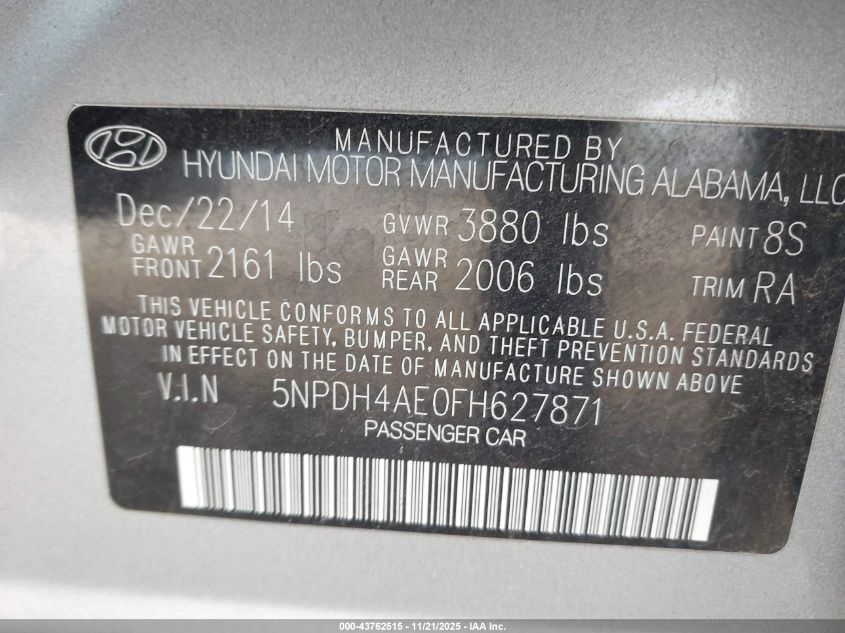 MANUFACTURED BY
HYUNDAI MOTOR MANUFACTURING ALABAMA, LLC
Dec/22/14 GVWR 3880 lbs PAINT 8S
GAWR FRONT 2161 lbs GAWR REAR 2006 lbs TRIM RA
THIS VEHICLE CONFORMS TO ALL APPLICABLE U.S.A. FEDERAL
MOTOR VEHICLE SAFETY, BUMPER, AND THEFT PREVENTION STANDARDS
IN EFFECT ON THE DATE OF MANUFACTURE SHOWN ABOVE
V.I.N 5NPDH4AE0FH627871
PASSENGER CAR
000-43762515 - 11/21/2025 - IAA Inc.